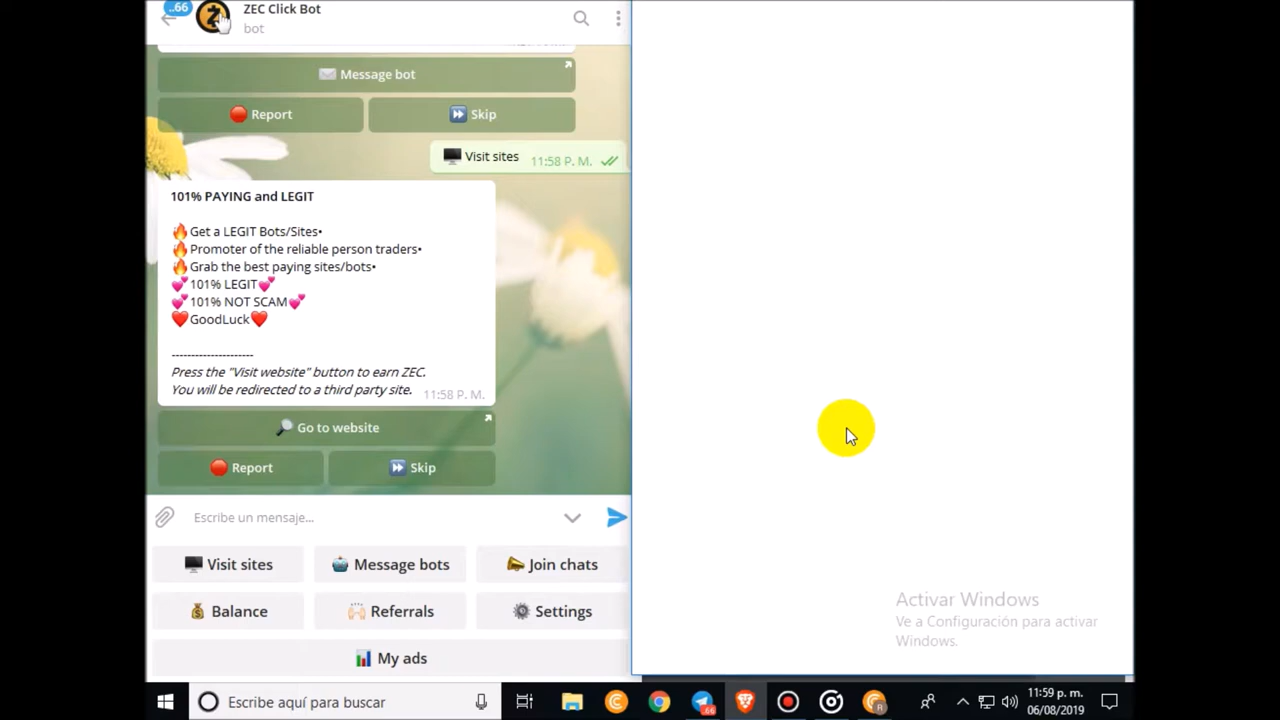 ..66
ZEC Click Bot
bot
Message bot
Report
Skip
Visit sites 11:58 P. M.
101% PAYING and LEGIT
🔥Get a LEGIT Bots/Sites•
🔥Promoter of the reliable person traders•
🔥Grab the best paying sites/bots•
💕101% LEGIT💕
💕101% NOT SCAM💕
❤️GoodLuck❤️
--------------------
Press the "Visit website" button to earn ZEC.
You will be redirected to a third party site. 11:58 P. M.
Go to website
Report
Skip
Escribe un mensaje...
Visit sites
Message bots
Join chats
Balance
Referrals
Settings
My ads
Activar Windows
Ve a Configuración para activar
Windows.
Escribe aquí para buscar
.66
R
11:59 p. m.
06/08/2019